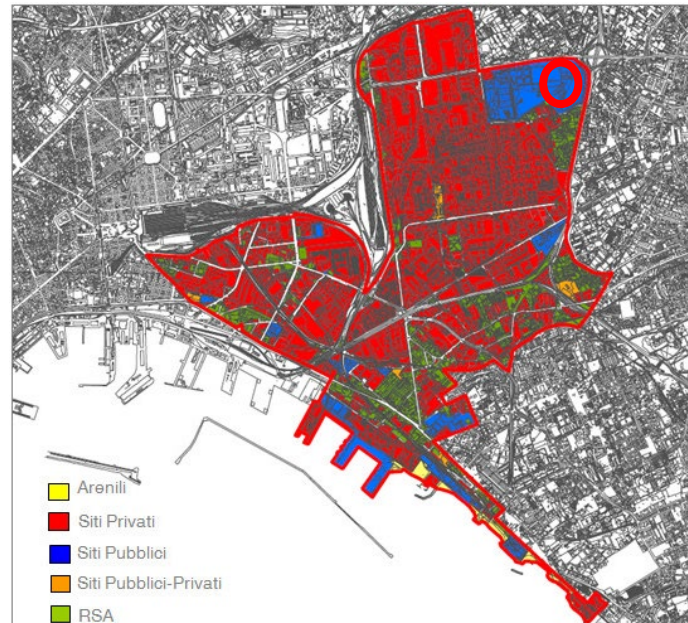 Arenili
Siti Privati
Siti Pubblici
Siti Pubblici-Privati
RSA